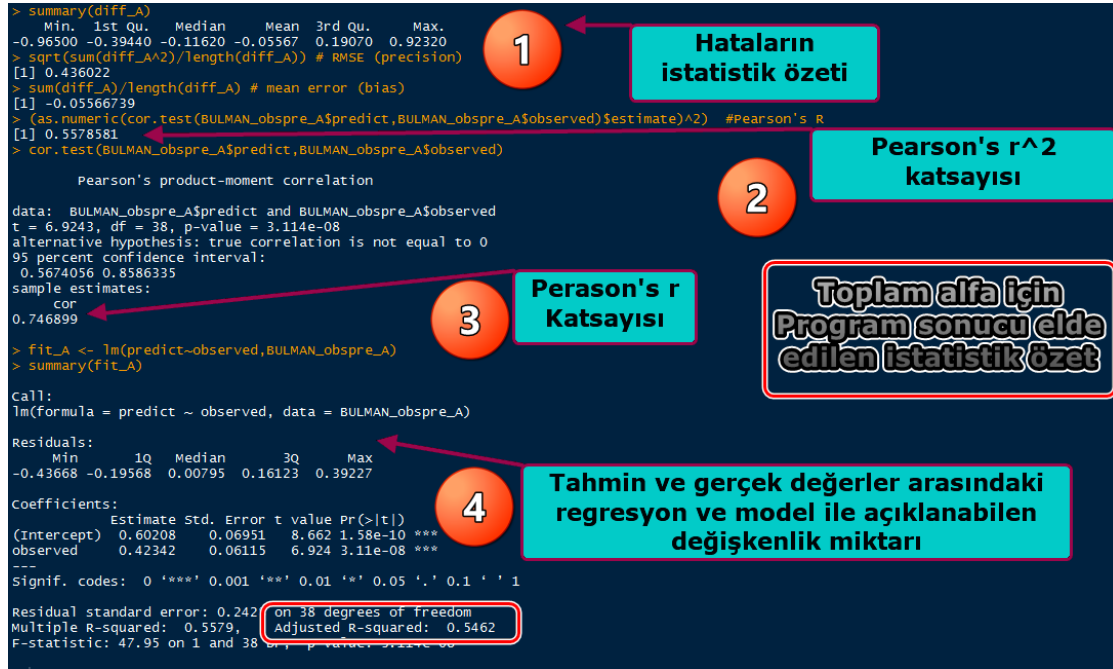 > summary(diff_A)
Min. 1st Qu. Median Mean 3rd Qu. Max.
-0.96500 -0.39440 -0.11620 -0.05567 0.19070 0.92320
> sqrt(sum(diff_A^2)/length(diff_A)) # RMSE (precision)
[1] 0.436022
> sum(diff_A)/length(diff_A) # mean error (bias)
[1] -0.05566739
> (as.numeric(cor.test(BULMAN_obspre_A$predict,BULMAN_obspre_A$observed)$estimate)^2) #Pearson's R
[1] 0.5578581
> cor.test(BULMAN_obspre_A$predict,BULMAN_obspre_A$observed)
Pearson's product-moment correlation
data: BULMAN_obspre_A$predict and BULMAN_obspre_A$observed
t = 6.9243, df = 38, p-value = 3.114e-08
alternative hypothesis: true correlation is not equal to 0
95 percent confidence interval:
0.5674056 0.8586335
sample estimates:
cor
0.746899
> fit_A <- lm(predict~observed,BULMAN_obspre_A)
> summary(fit_A)
Call:
lm(formula = predict ~ observed, data = BULMAN_obspre_A)
Residuals:
Min 1Q Median 3Q Max
-0.43668 -0.19568 0.00795 0.16123 0.39227
Coefficients:
Estimate Std. Error t value Pr(>|t|)
(Intercept) 0.60208 0.06951 8.662 1.58e-10 ***
observed 0.42342 0.06115 6.924 3.11e-08 ***
---
Signif. codes: 0 ‘***’ 0.001 ‘**’ 0.01 ‘*’ 0.05 ‘.’ 0.1 ‘ ’ 1
Residual standard error: 0.242 on 38 degrees of freedom
Multiple R-squared: 0.5579, Adjusted R-squared: 0.5462
F-statistic: 47.95 on 1 and 38 DF, p-value: 3.114e-08
1
Hataların
istatistik özeti
2
Pearson's r^2
katsayısı
3
Perason's r
Katsayısı
Toplam alfa için
Program sonucu elde
edilen istatistik özet
4
Tahmin ve gerçek değerler arasındaki
regresyon ve model ile açıklanabilen
değişkenlik miktarı